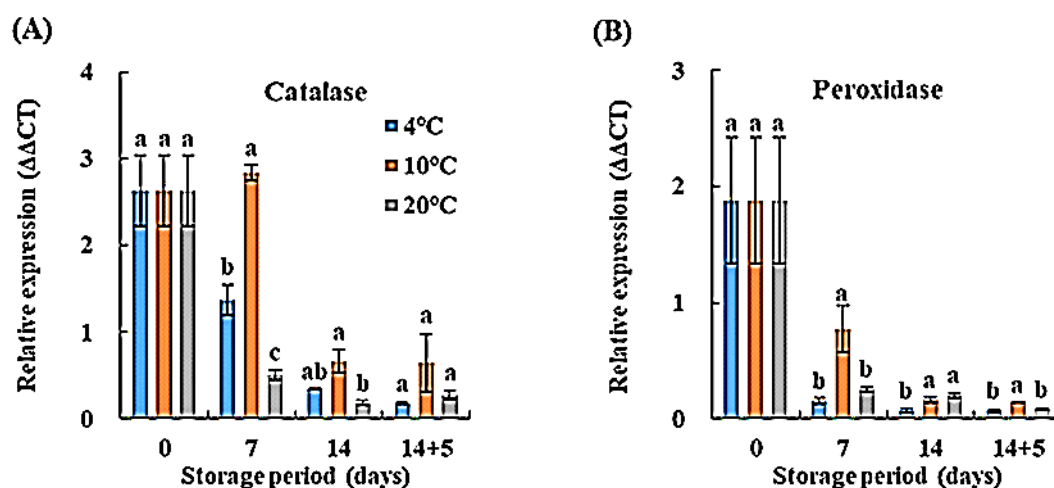 (A)
Catalase
4°C
10°C
20°C
Relative expression (ΔΔCT)
4
3
2
1
0
a a a
b a c
ab a b
a a a
0 7 14 14+5
Storage period (days)
(B)
Peroxidase
Relative expression (ΔΔCT)
3
2
1
0
a a a
b a b
b a a
b a b
0 7 14 14+5
Storage period (days)